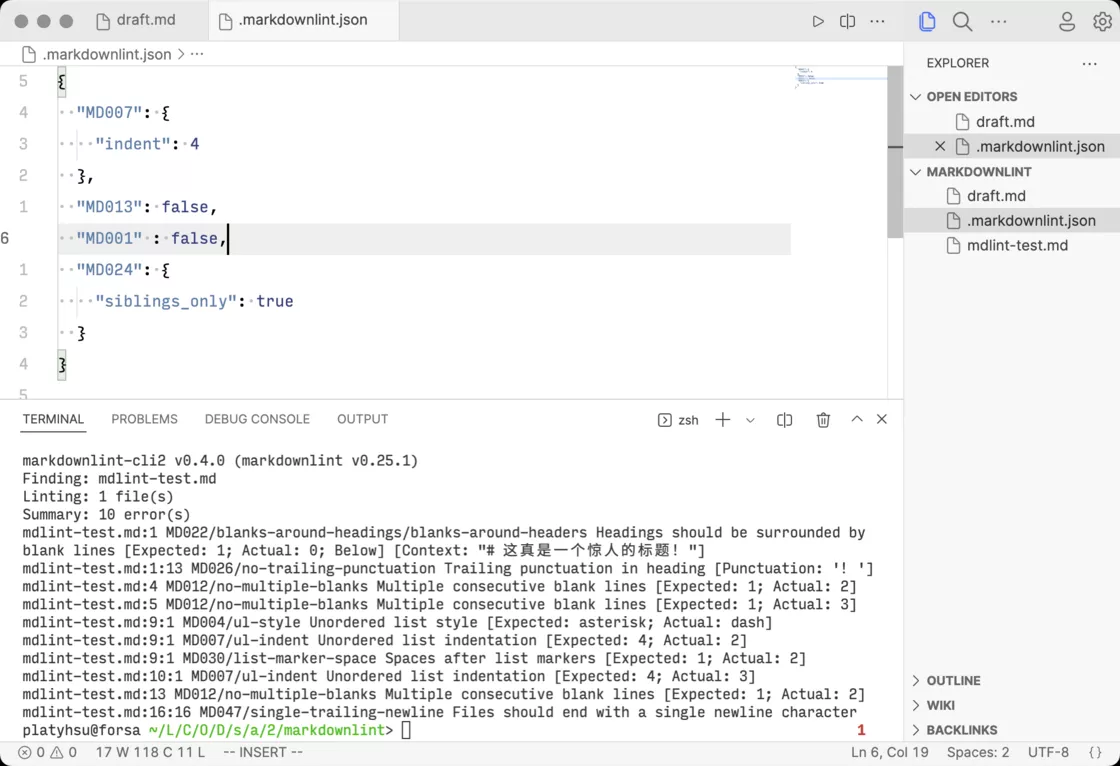 draft.md
.markdownlint.json
.markdownlint.json > ...
5 {
4 "MD007": {
3 "indent": 4
2 },
1 "MD013": false,
6 "MD001" : false,
1 "MD024": {
2 "siblings_only": true
3 }
4 }
5
TERMINAL PROBLEMS DEBUG CONSOLE OUTPUT
zsh
markdownlint-cli2 v0.4.0 (markdownlint v0.25.1)
Finding: mdlint-test.md
Linting: 1 file(s)
Summary: 10 error(s)
mdlint-test.md:1 MD022/blanks-around-headings/blanks-around-headers Headings should be surrounded by
blank lines [Expected: 1; Actual: 0; Below] [Context: "# 这真是一个惊人的标题！"]
mdlint-test.md:1:13 MD026/no-trailing-punctuation Trailing punctuation in heading [Punctuation: '！']
mdlint-test.md:4 MD012/no-multiple-blanks Multiple consecutive blank lines [Expected: 1; Actual: 2]
mdlint-test.md:5 MD012/no-multiple-blanks Multiple consecutive blank lines [Expected: 1; Actual: 3]
mdlint-test.md:9:1 MD004/ul-style Unordered list style [Expected: asterisk; Actual: dash]
mdlint-test.md:9:1 MD007/ul-indent Unordered list indentation [Expected: 4; Actual: 2]
mdlint-test.md:9:1 MD030/list-marker-space Spaces after list markers [Expected: 1; Actual: 2]
mdlint-test.md:10:1 MD007/ul-indent Unordered list indentation [Expected: 4; Actual: 3]
mdlint-test.md:13 MD012/no-multiple-blanks Multiple consecutive blank lines [Expected: 1; Actual: 2]
mdlint-test.md:16:16 MD047/single-trailing-newline Files should end with a single newline character
platyhsu@forsa ~/L/C/O/D/s/a/2/markdownlint> 1
EXPLORER
OPEN EDITORS
draft.md
.markdownlint.json
MARKDOWNLINT
draft.md
.markdownlint.json
mdlint-test.md
OUTLINE
WIKI
BACKLINKS
0 0 17 W 118 C 11 L -- INSERT -- Ln 6, Col 19 Spaces: 2 UTF-8 {}